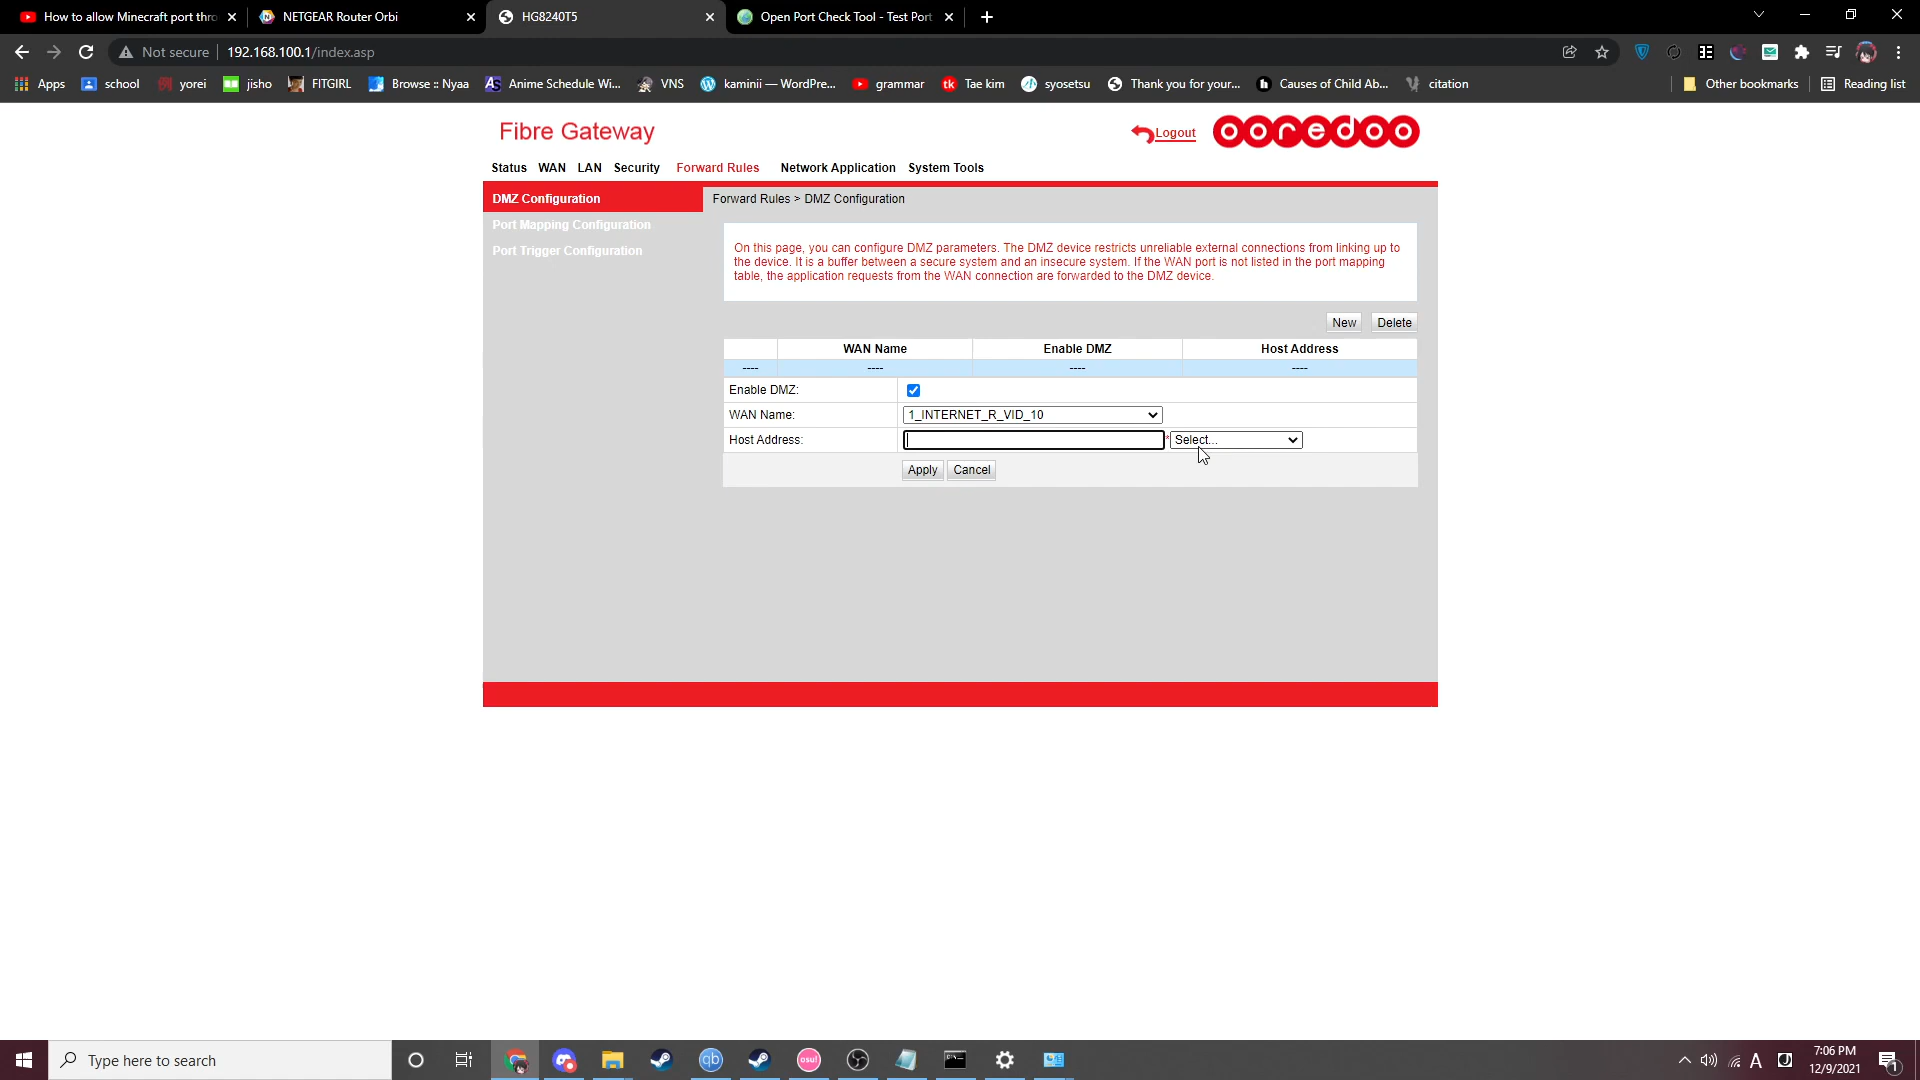 How to allow Minecraft port thro
NETGEAR Router Orbi
HG8240T5
Open Port Check Tool - Test Port
Not secure
192.168.100.1/index.asp
Apps
school
yorei
jisho
FITGIRL
Browse :: Nyaa
AS
Anime Schedule Wi...
VNS
kaminii — WordPre...
grammar
tk
Tae kim
syosetsu
Thank you for your...
h
Causes of Child Ab...
citation
Other bookmarks
Reading list
Fibre Gateway
Logout
ooredoo
Status WAN LAN Security Forward Rules Network Application System Tools
DMZ Configuration
Port Mapping Configuration
Port Trigger Configuration
Forward Rules > DMZ Configuration
On this page, you can configure DMZ parameters. The DMZ device restricts unreliable external connections from linking up to
the device. It is a buffer between a secure system and an insecure system. If the WAN port is not listed in the port mapping
table, the application requests from the WAN connection are forwarded to the DMZ device.
New Delete
WAN Name Enable DMZ Host Address
---- ---- ---- ----
Enable DMZ:
WAN Name: 1_INTERNET_R_VID_10
Host Address: * Select...
Apply Cancel
Type here to search
qb
osu!
A
J
7:06 PM
12/9/2021
1